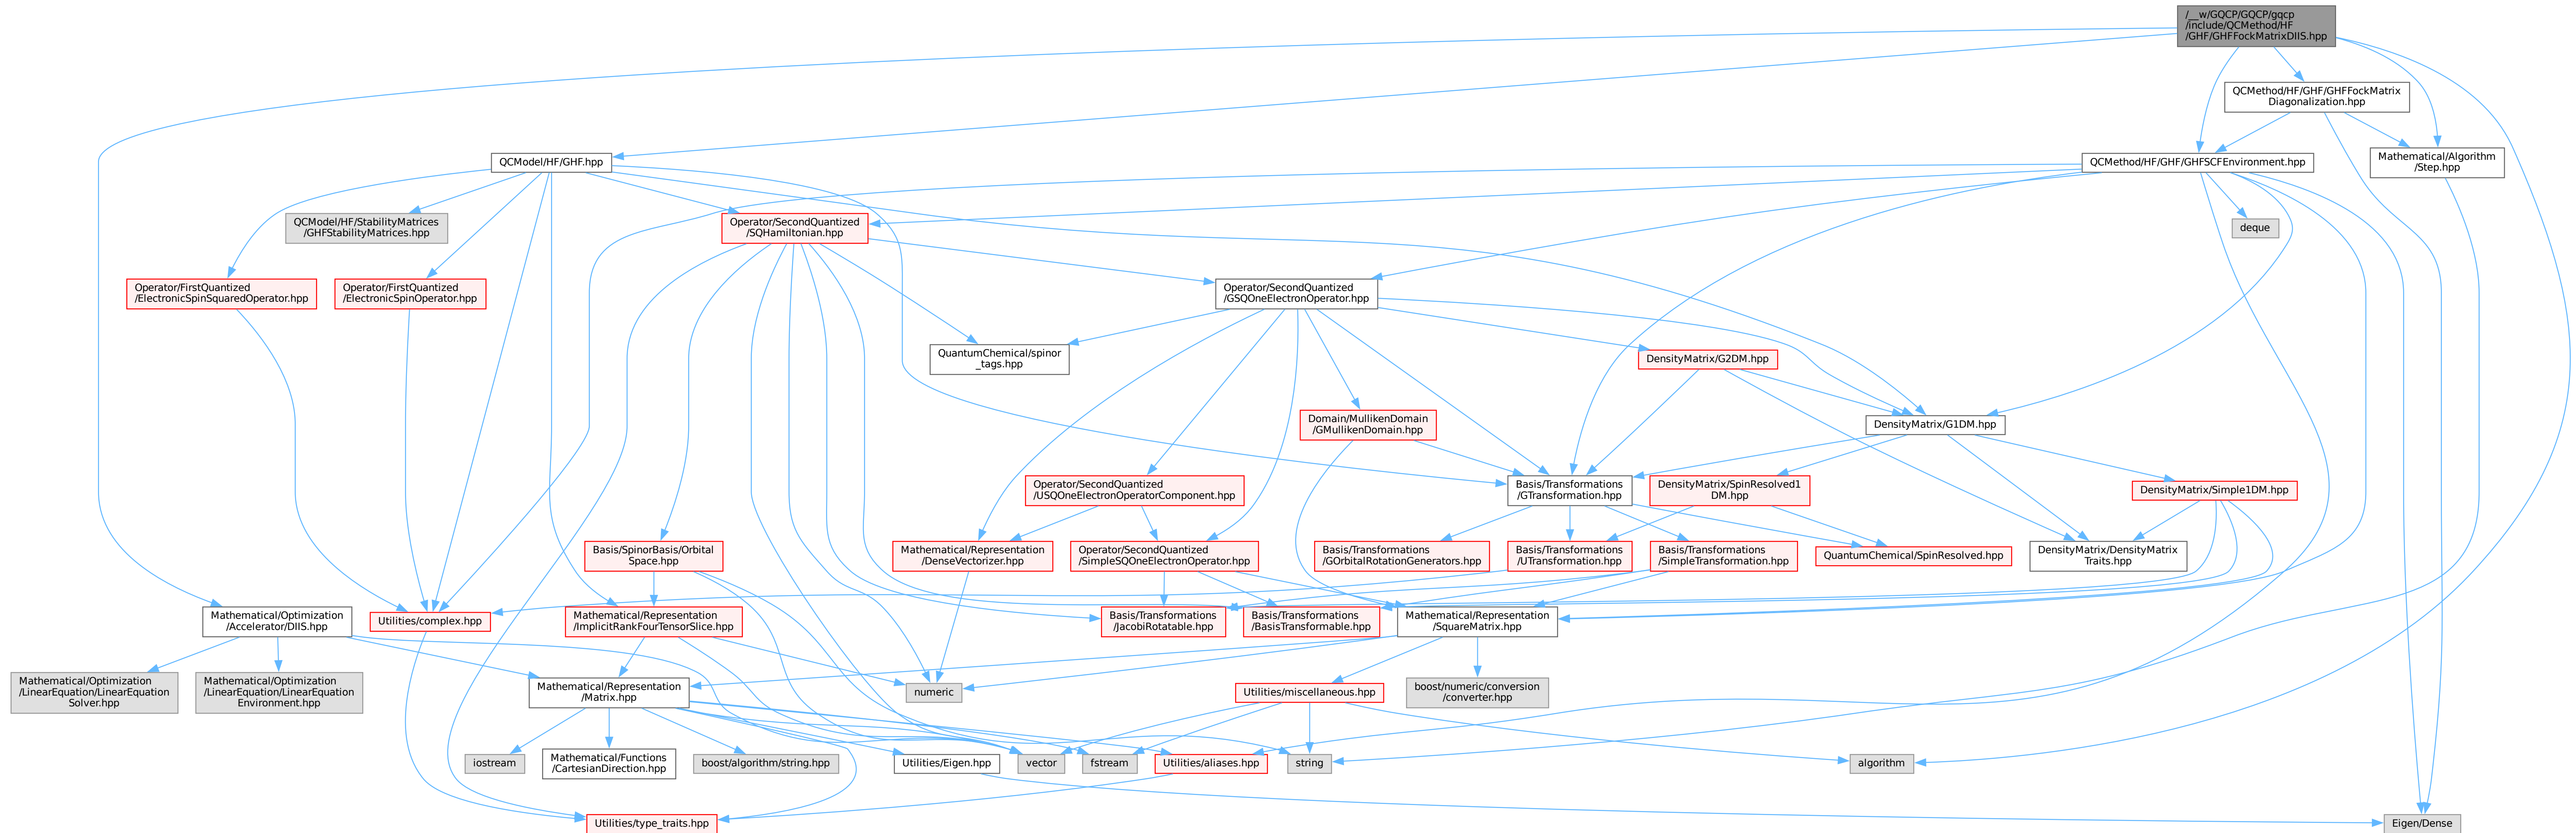 /__w/GQCP/GQCP/gqcp
/include/QCMethod/HF
/GHF/GHFFockMatrixDIIS.hpp
QCMethod/HF/GHF/GHFFockMatrix
Diagonalization.hpp
QCModel/HF/GHF.hpp
QCMethod/HF/GHF/GHFSCFEnvironment.hpp
Mathematical/Algorithm
/Step.hpp
QCModel/HF/StabilityMatrices
/GHFStabilityMatrices.hpp
Operator/SecondQuantized
/SQHamiltonian.hpp
deque
Operator/FirstQuantized
/ElectronicSpinSquaredOperator.hpp
Operator/FirstQuantized
/ElectronicSpinOperator.hpp
Operator/SecondQuantized
/GSQOneElectronOperator.hpp
QuantumChemical/spinor
_tags.hpp
DensityMatrix/G2DM.hpp
Domain/MullikenDomain
/GMullikenDomain.hpp
DensityMatrix/G1DM.hpp
Operator/SecondQuantized
/USQOneElectronOperatorComponent.hpp
Basis/Transformations
/GTransformation.hpp
DensityMatrix/SpinResolved1
DM.hpp
DensityMatrix/Simple1DM.hpp
Basis/SpinorBasis/Orbital
Space.hpp
Mathematical/Representation
/DenseVectorizer.hpp
Operator/SecondQuantized
/SimpleSQOneElectronOperator.hpp
Basis/Transformations
/GOrbitalRotationGenerators.hpp
Basis/Transformations
/UTransformation.hpp
Basis/Transformations
/SimpleTransformation.hpp
QuantumChemical/SpinResolved.hpp
DensityMatrix/DensityMatrix
Traits.hpp
Mathematical/Optimization
/Accelerator/DIIS.hpp
Utilities/complex.hpp
Mathematical/Representation
/ImplicitRankFourTensorSlice.hpp
Basis/Transformations
/JacobiRotatable.hpp
Basis/Transformations
/BasisTransformable.hpp
Mathematical/Representation
/SquareMatrix.hpp
Mathematical/Optimization
/LinearEquation/LinearEquation
Solver.hpp
Mathematical/Optimization
/LinearEquation/LinearEquation
Environment.hpp
Mathematical/Representation
/Matrix.hpp
numeric
Utilities/miscellaneous.hpp
boost/numeric/conversion
/converter.hpp
iostream
Mathematical/Functions
/CartesianDirection.hpp
boost/algorithm/string.hpp
Utilities/Eigen.hpp
vector
fstream
Utilities/aliases.hpp
string
algorithm
Utilities/type_traits.hpp
Eigen/Dense